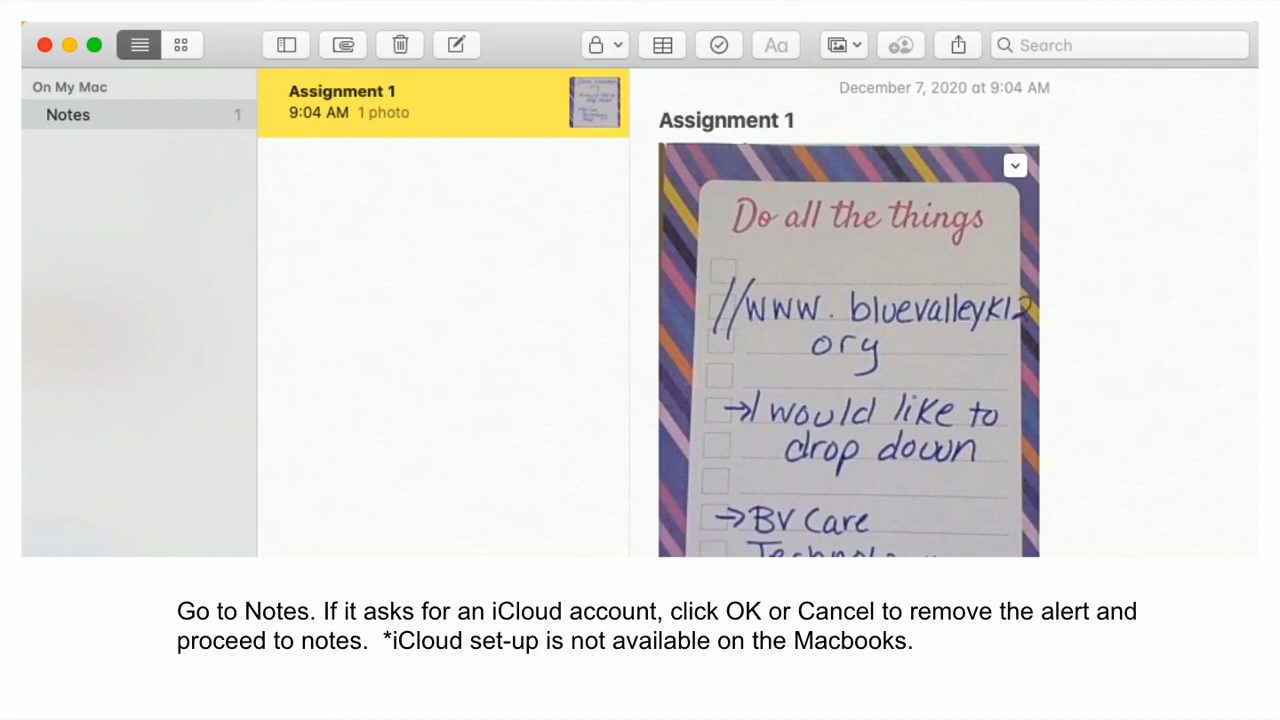 Search
On My Mac
Notes 1
Assignment 1
9:04 AM 1 photo
December 7, 2020 at 9:04 AM
Assignment 1
Do all the things
//www.bluevalleyk12
org
→I would like to
drop down
→BV Care
Aa
Go to Notes. If it asks for an iCloud account, click OK or Cancel to remove the alert and
proceed to notes. *iCloud set-up is not available on the Macbooks.